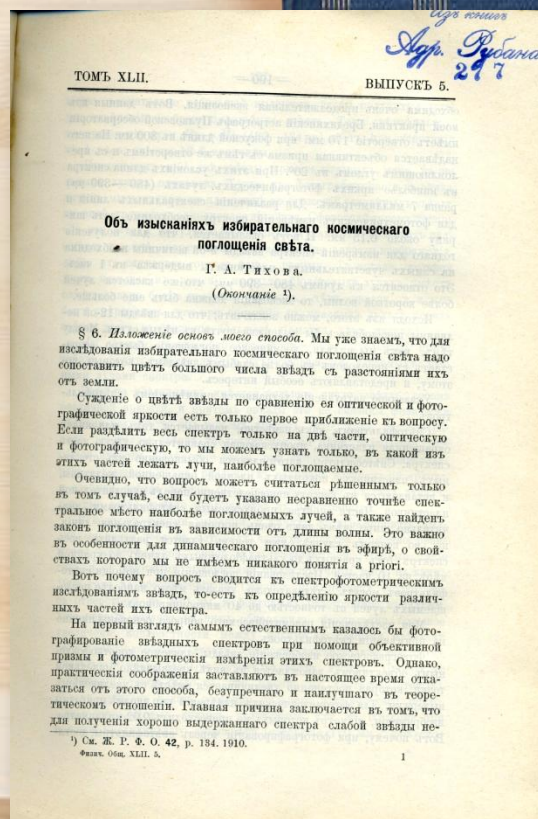 изъ книгъ
Адр. Рубана
ТОМЪ XLII.
ВЫПУСКЪ 5.
Объ изысканіяхъ избирательнаго космическаго
поглощенія свѣта.
Г. А. Тихова.
(Окончаніе ¹).
§ 6. Изложеніе основъ моего способа. Мы уже знаемъ, что для
изслѣдованія избирательнаго космическаго поглощенія свѣта надо
сопоставить цвѣтъ большого числа звѣздъ съ разстояніями ихъ
отъ земли.
Сужденіе о цвѣтѣ звѣзды по сравненію ея оптической и фото-
графической яркости есть только первое приближеніе къ вопросу.
Если раздѣлить весь спектръ только на двѣ части, оптическую
и фотографическую, то мы можемъ узнать только, въ какой изъ
этихъ частей лежатъ лучи, наиболѣе поглощаемые.
Очевидно, что вопросъ можетъ считаться рѣшеннымъ только
въ томъ случаѣ, если будетъ указано несравненно точнѣе спек-
тральное мѣсто наиболѣе поглощаемыхъ лучей, а также найденъ
законъ поглощенія въ зависимости отъ длины волны. Это важно
въ особенности для динамическаго поглощенія въ эфирѣ, о свой-
ствахъ котораго мы не имѣемъ никакого понятія a priori.
Вотъ почему вопросъ сводится къ спектрофотометрическимъ
изслѣдованіямъ звѣздъ, то-есть къ опредѣленію яркости различ-
ныхъ частей ихъ спектра.
На первый взглядъ самымъ естественнымъ казалось бы фото-
графированіе звѣздныхъ спектровъ при помощи объективной
призмы и фотометрическія измѣренія этихъ спектровъ. Однако,
практическія соображенія заставляютъ въ настоящее время отка-
заться отъ этого способа, безупречнаго и наилучшаго въ теоре-
тическомъ отношеніи. Главная причина заключается въ томъ, что
для полученія хорошо выдержаннаго спектра слабой звѣзды не-
¹) См. Ж. Р. Ф. О. 42, p. 134. 1910.
Физич. Общ. XLII. 5.
1